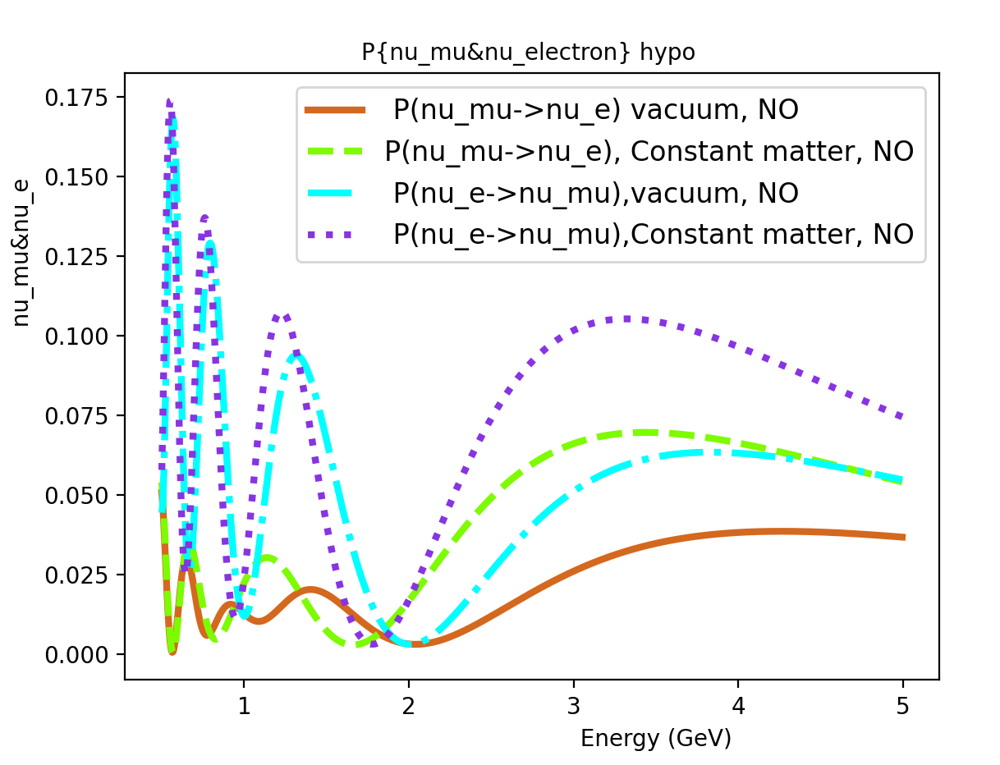 P{nu_mu&nu_electron} hypo
P(nu_mu->nu_e) vacuum, NO
P(nu_mu->nu_e), Constant matter, NO
P(nu_e->nu_mu),vacuum, NO
P(nu_e->nu_mu),Constant matter, NO
nu_mu&nu_e
0.175
0.150
0.125
0.100
0.075
0.050
0.025
0.000
1 2 3 4 5
Energy (GeV)